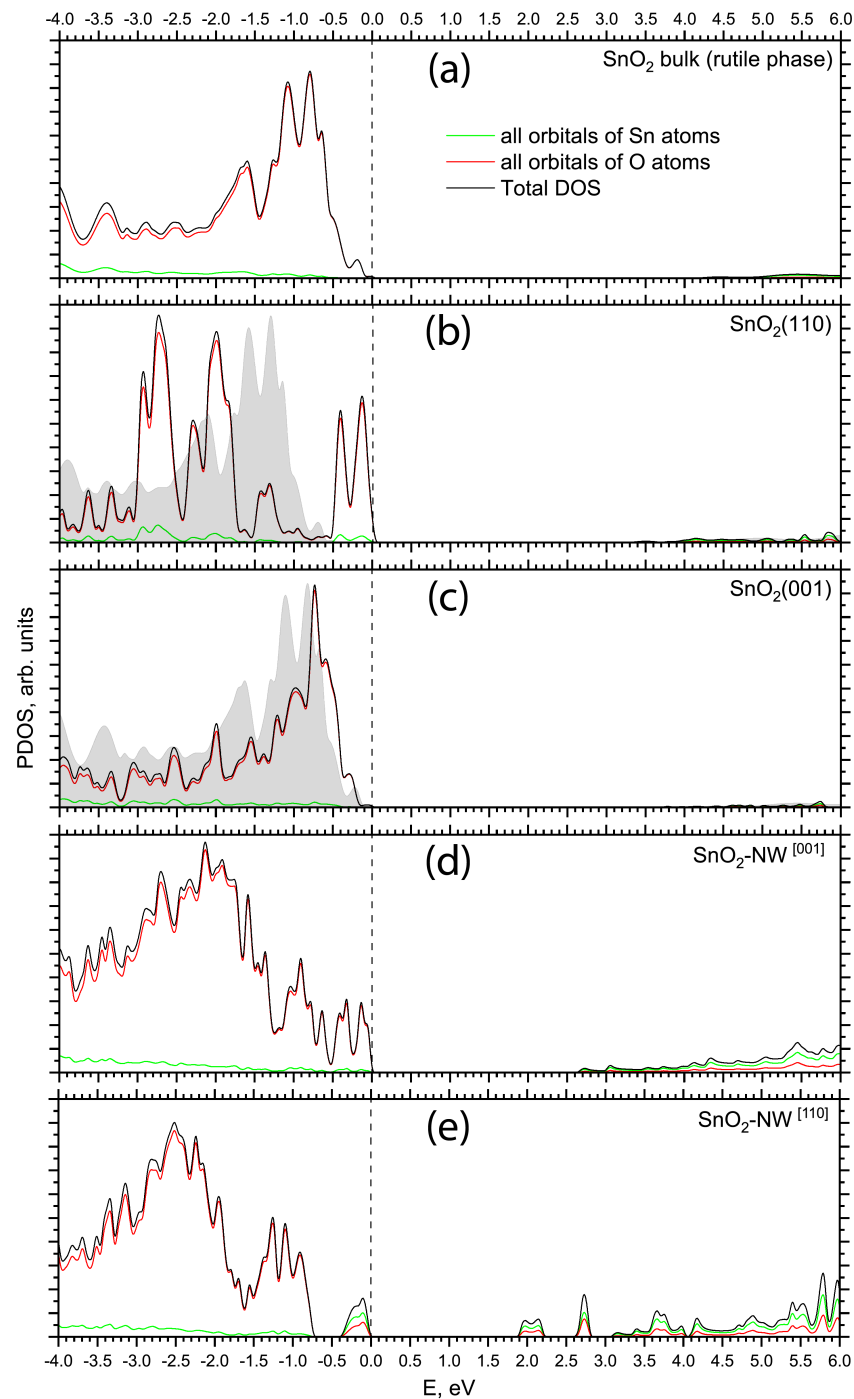 -4.0 -3.5 -3.0 -2.5 -2.0 -1.5 -1.0 -0.5 0.0 0.5 1.0 1.5 2.0 2.5 3.0 3.5 4.0 4.5 5.0 5.5 6.0
(a) SnO₂ bulk (rutile phase)
all orbitals of Sn atoms
all orbitals of O atoms
Total DOS
(b) SnO₂(110)
(c) SnO₂(001)
PDOS, arb. units
(d) SnO₂-NW [001]
(e) SnO₂-NW [110]
-4.0 -3.5 -3.0 -2.5 -2.0 -1.5 -1.0 -0.5 0.0 0.5 1.0 1.5 2.0 2.5 3.0 3.5 4.0 4.5 5.0 5.5 6.0
E, eV